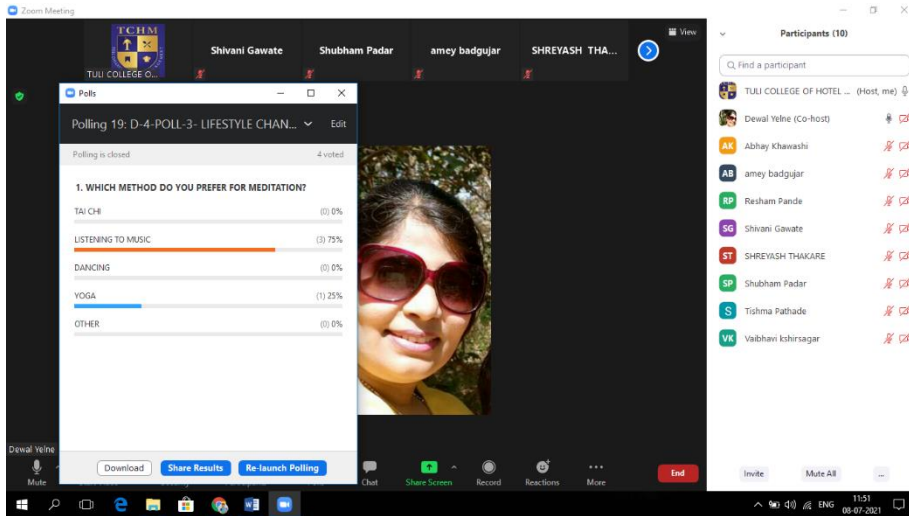 Zoom Meeting
TCHM
TULI COLLEGE O...
Shivani Gawate
Shubham Padar
amey badgujar
SHREYASH THA...
View
Polls
Polling 19: D-4-POLL-3- LIFESTYLE CHAN...
Edit
Polling is closed
4 voted
1. WHICH METHOD DO YOU PREFER FOR MEDITATION?
TAI CHI (0) 0%
LISTENING TO MUSIC (3) 75%
DANCING (0) 0%
YOGA (1) 25%
OTHER (0) 0%
Download
Share Results
Re-launch Polling
Dewal Yelne
Mute
Chat
Share Screen
Record
Reactions
More
End
Participants (10)
Find a participant
TULI COLLEGE OF HOTEL ... (Host, me)
Dewal Yelne (Co-host)
AK Abhay Khawashi
AB amey badgujar
RP Resham Pande
SG Shivani Gawate
ST SHREYASH THAKARE
SP Shubham Padar
S Tishma Pathade
VK Vaibhavi kshirsagar
Invite
Mute All
...
ENG
11:51
08-07-2021